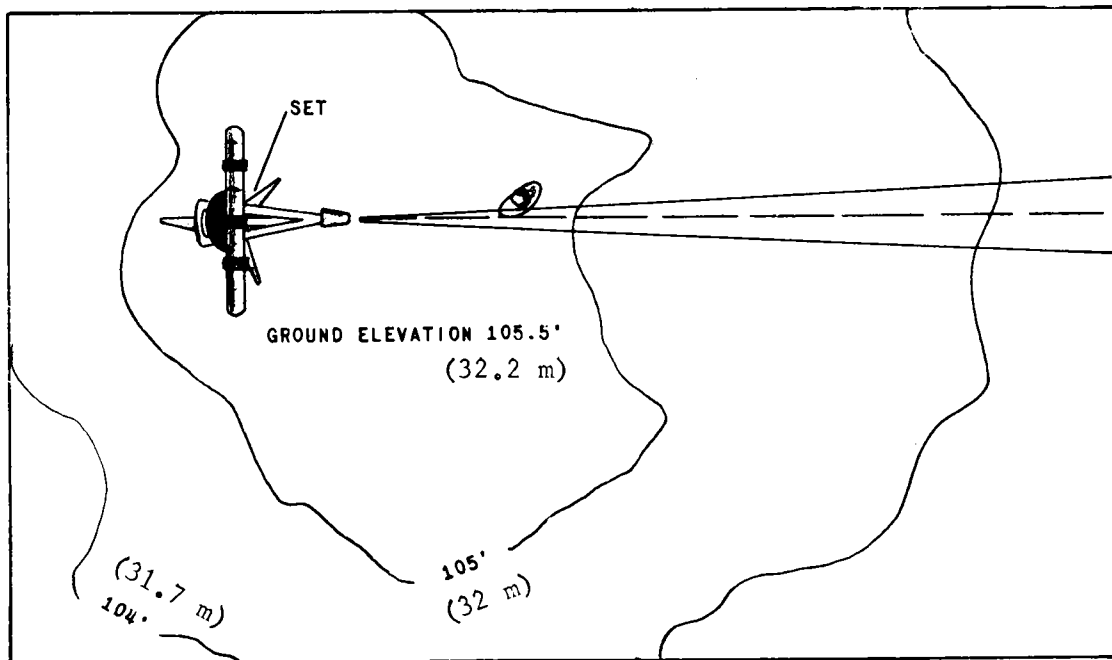 SET
GROUND ELEVATION 105.5'
(32.2 m)
(31.7 m)
104'
105'
(32 m)